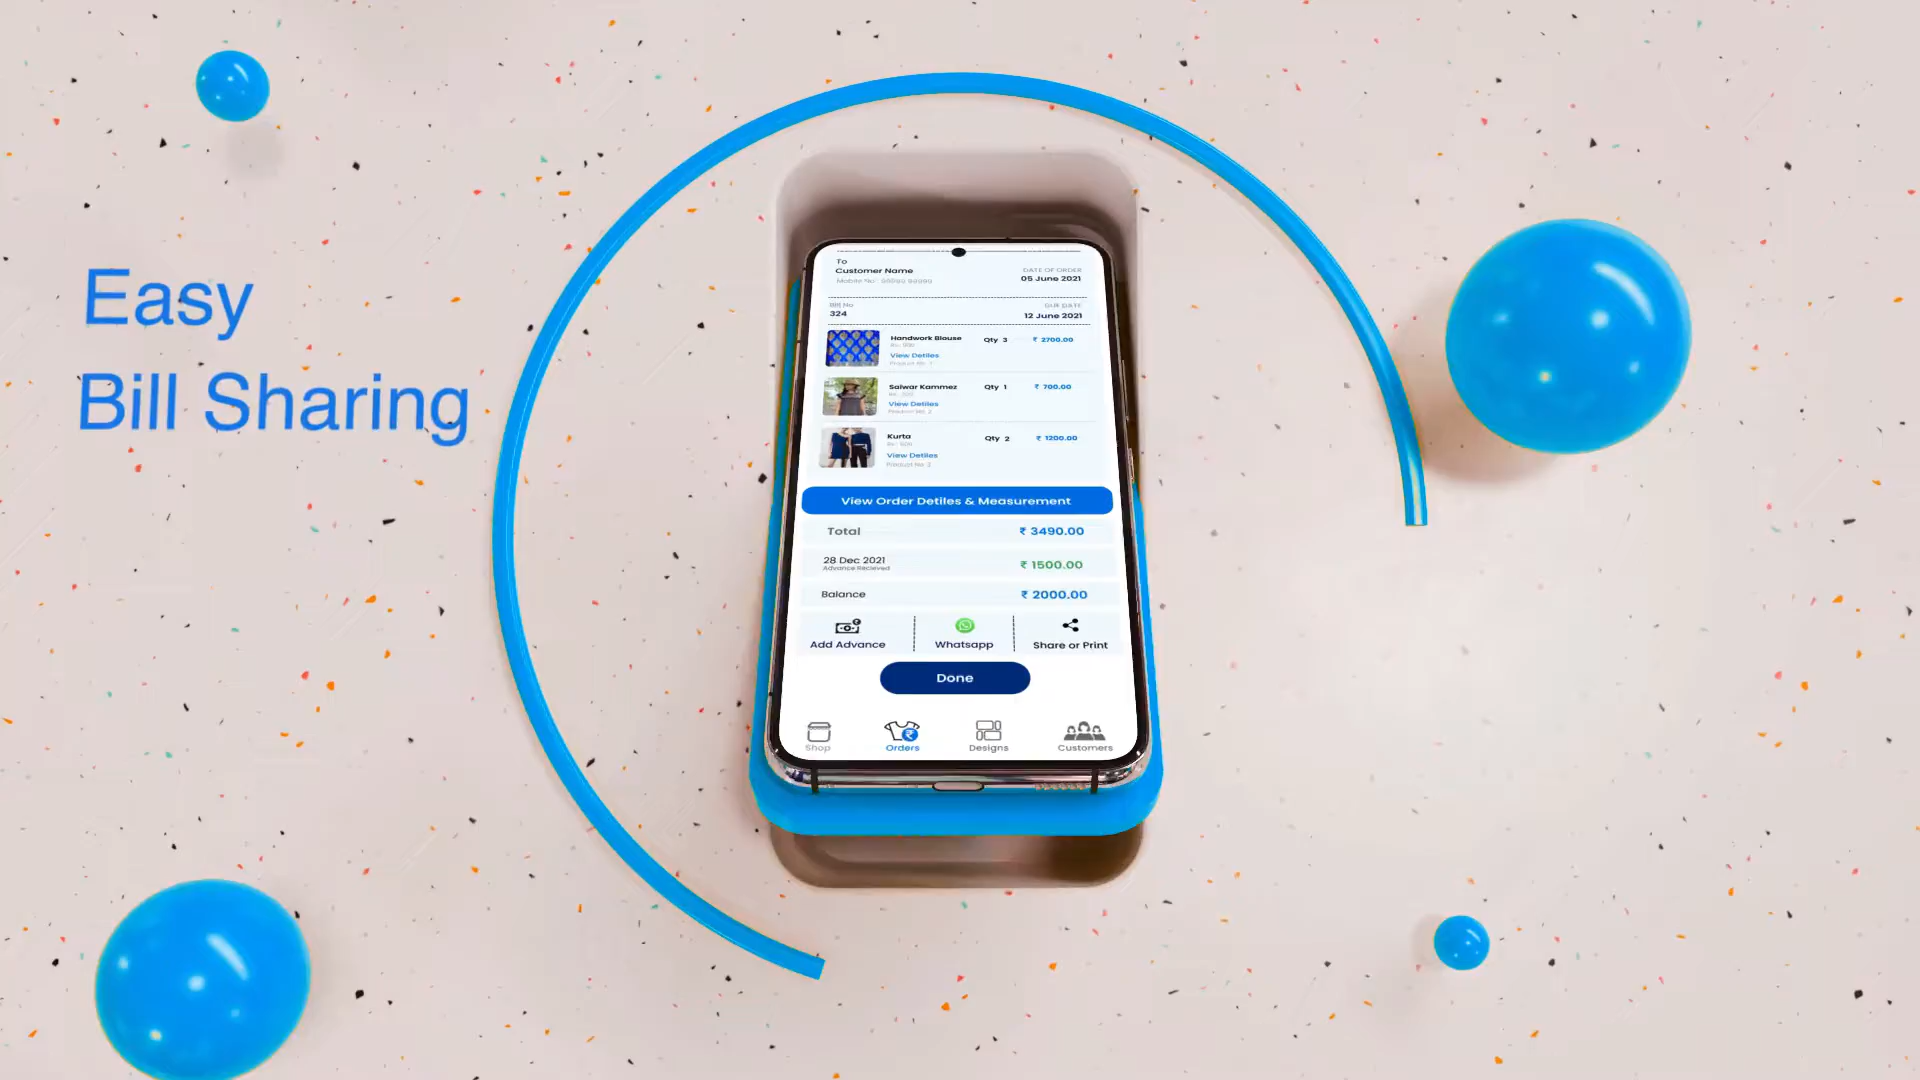 Easy
Bill Sharing
To
Customer Name
DATE OF ORDER
05 June 2021
Bill No
324
DUE DATE
12 June 2021
Handwork Blouse
Qty 3
₹ 2700.00
View Detiles
Salwar Kammez
Qty 1
₹ 700.00
View Detiles
Kurta
Qty 2
₹ 1200.00
View Detiles
View Order Detiles & Measurement
Total
₹ 3490.00
28 Dec 2021
Advance Recieved
₹ 1500.00
Balance
₹ 2000.00
Add Advance
Whatsapp
Share or Print
Done
Shop
Orders
Designs
Customers